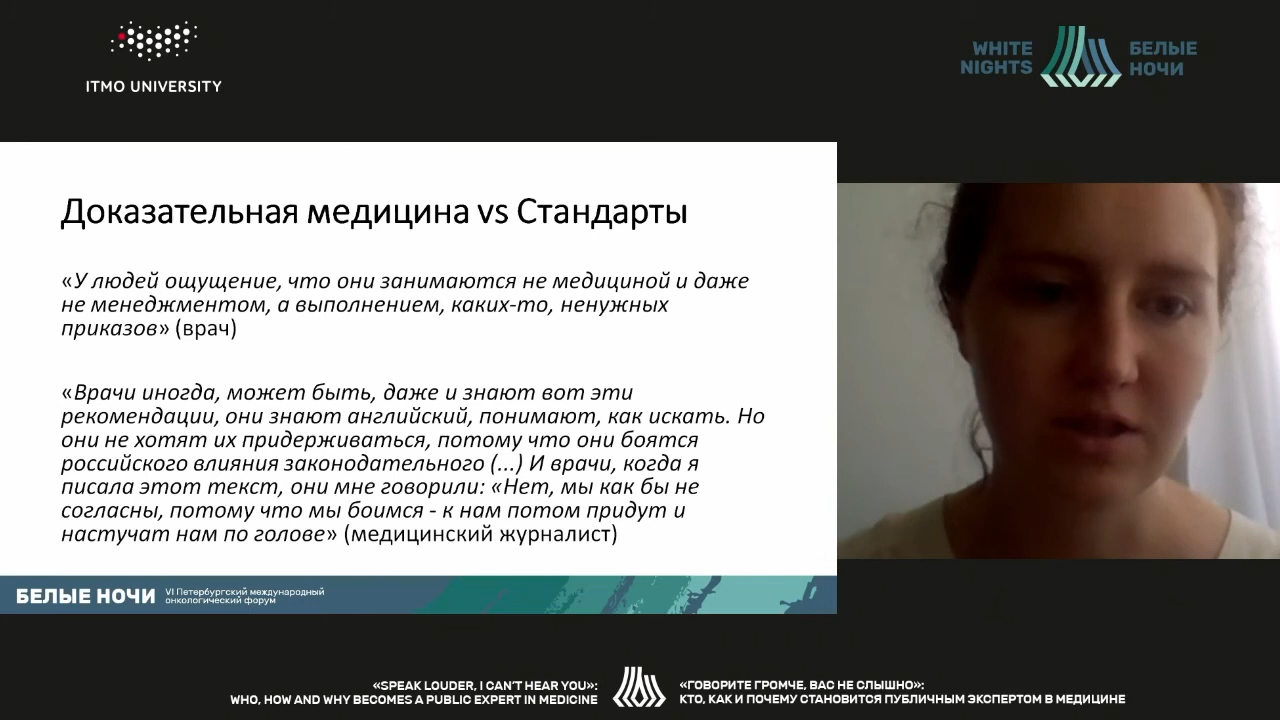 ITMO UNIVERSITY
WHITE
NIGHTS
БЕЛЫЕ
НОЧИ
Доказательная медицина vs Стандарты
«У людей ощущение, что они занимаются не медициной и даже
не менеджментом, а выполнением, каких-то, ненужных
приказов» (врач)
«Врачи иногда, может быть, даже и знают вот эти
рекомендации, они знают английский, понимают, как искать. Но
они не хотят их придерживаться, потому что они боятся
российского влияния законодательного (...) И врачи, когда я
писала этот текст, они мне говорили: «Нет, мы как бы не
согласны, потому что мы боимся - к нам потом придут и
настучат нам по голове» (медицинский журналист)
БЕЛЫЕ НОЧИ
VI Петербургский международный
онкологический форум
«SPEAK LOUDER, I CAN'T HEAR YOU»:
WHO, HOW AND WHY BECOMES A PUBLIC EXPERT IN MEDICINE
«ГОВОРИТЕ ГРОМЧЕ, ВАС НЕ СЛЫШНО»:
КТО, КАК И ПОЧЕМУ СТАНОВИТСЯ ПУБЛИЧНЫМ ЭКСПЕРТОМ В МЕДИЦИНЕ